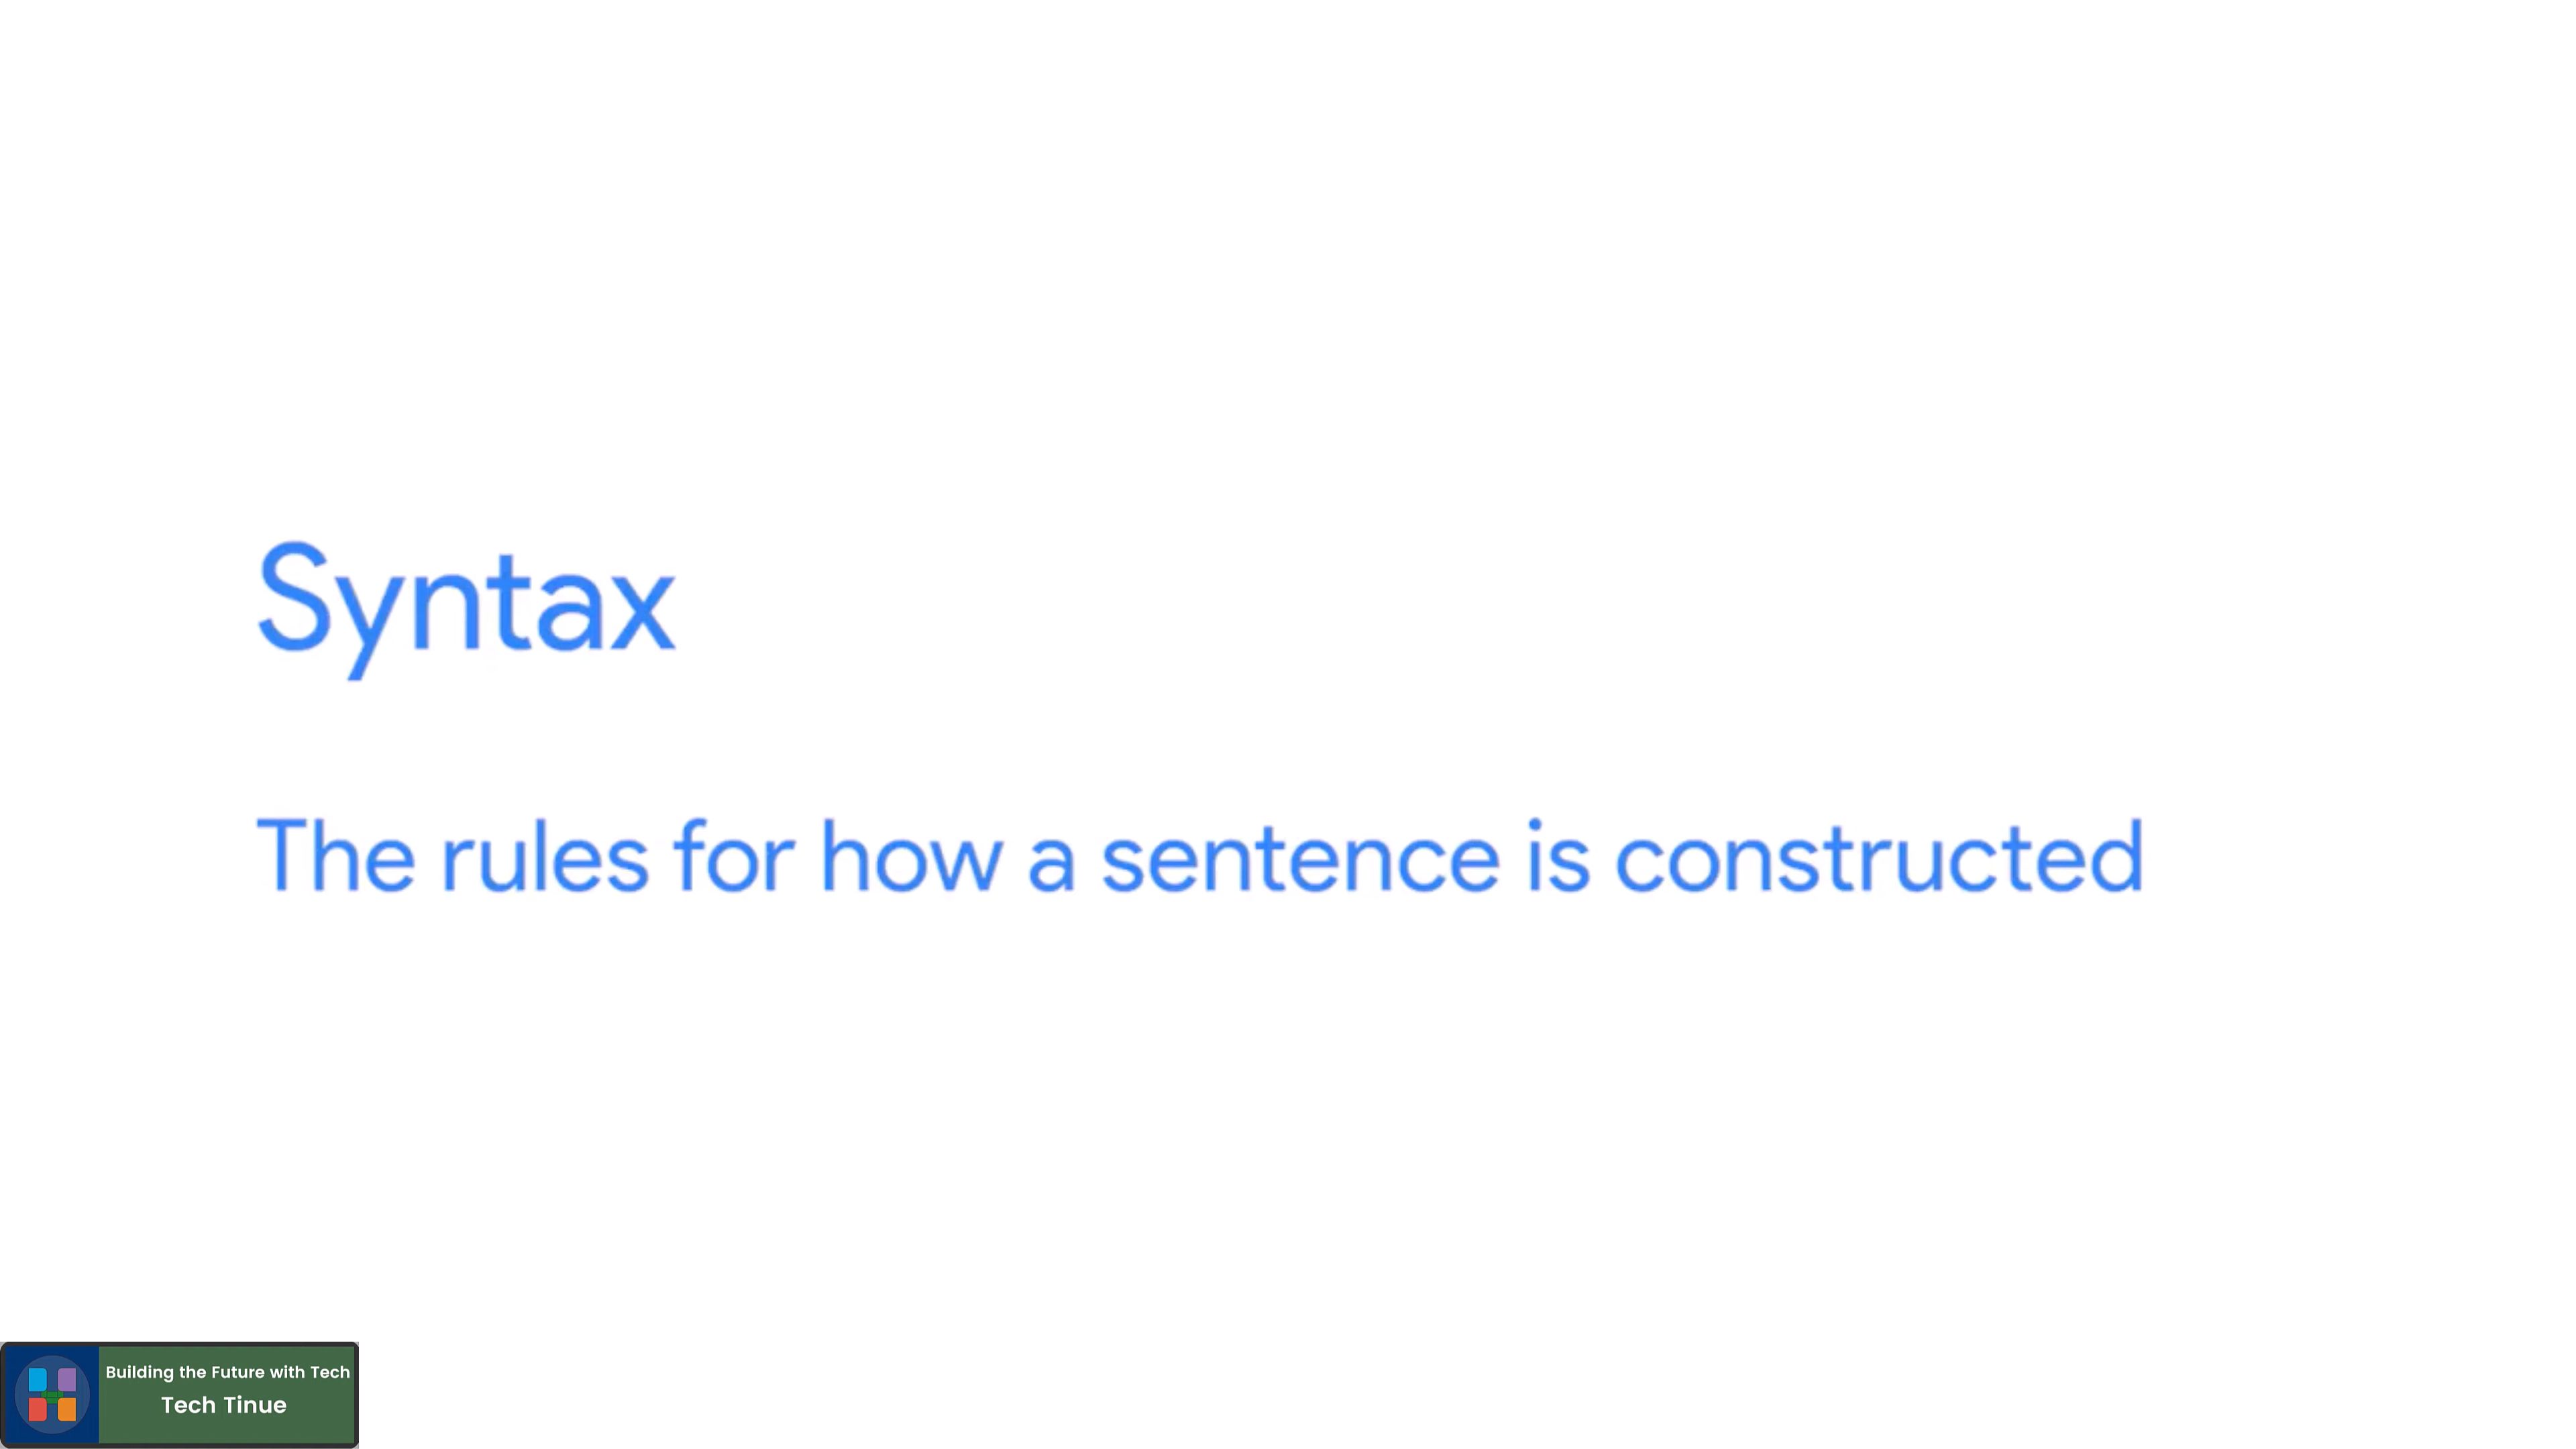 Syntax
The rules for how a sentence is constructed
Building the Future with Tech
Tech Tinue